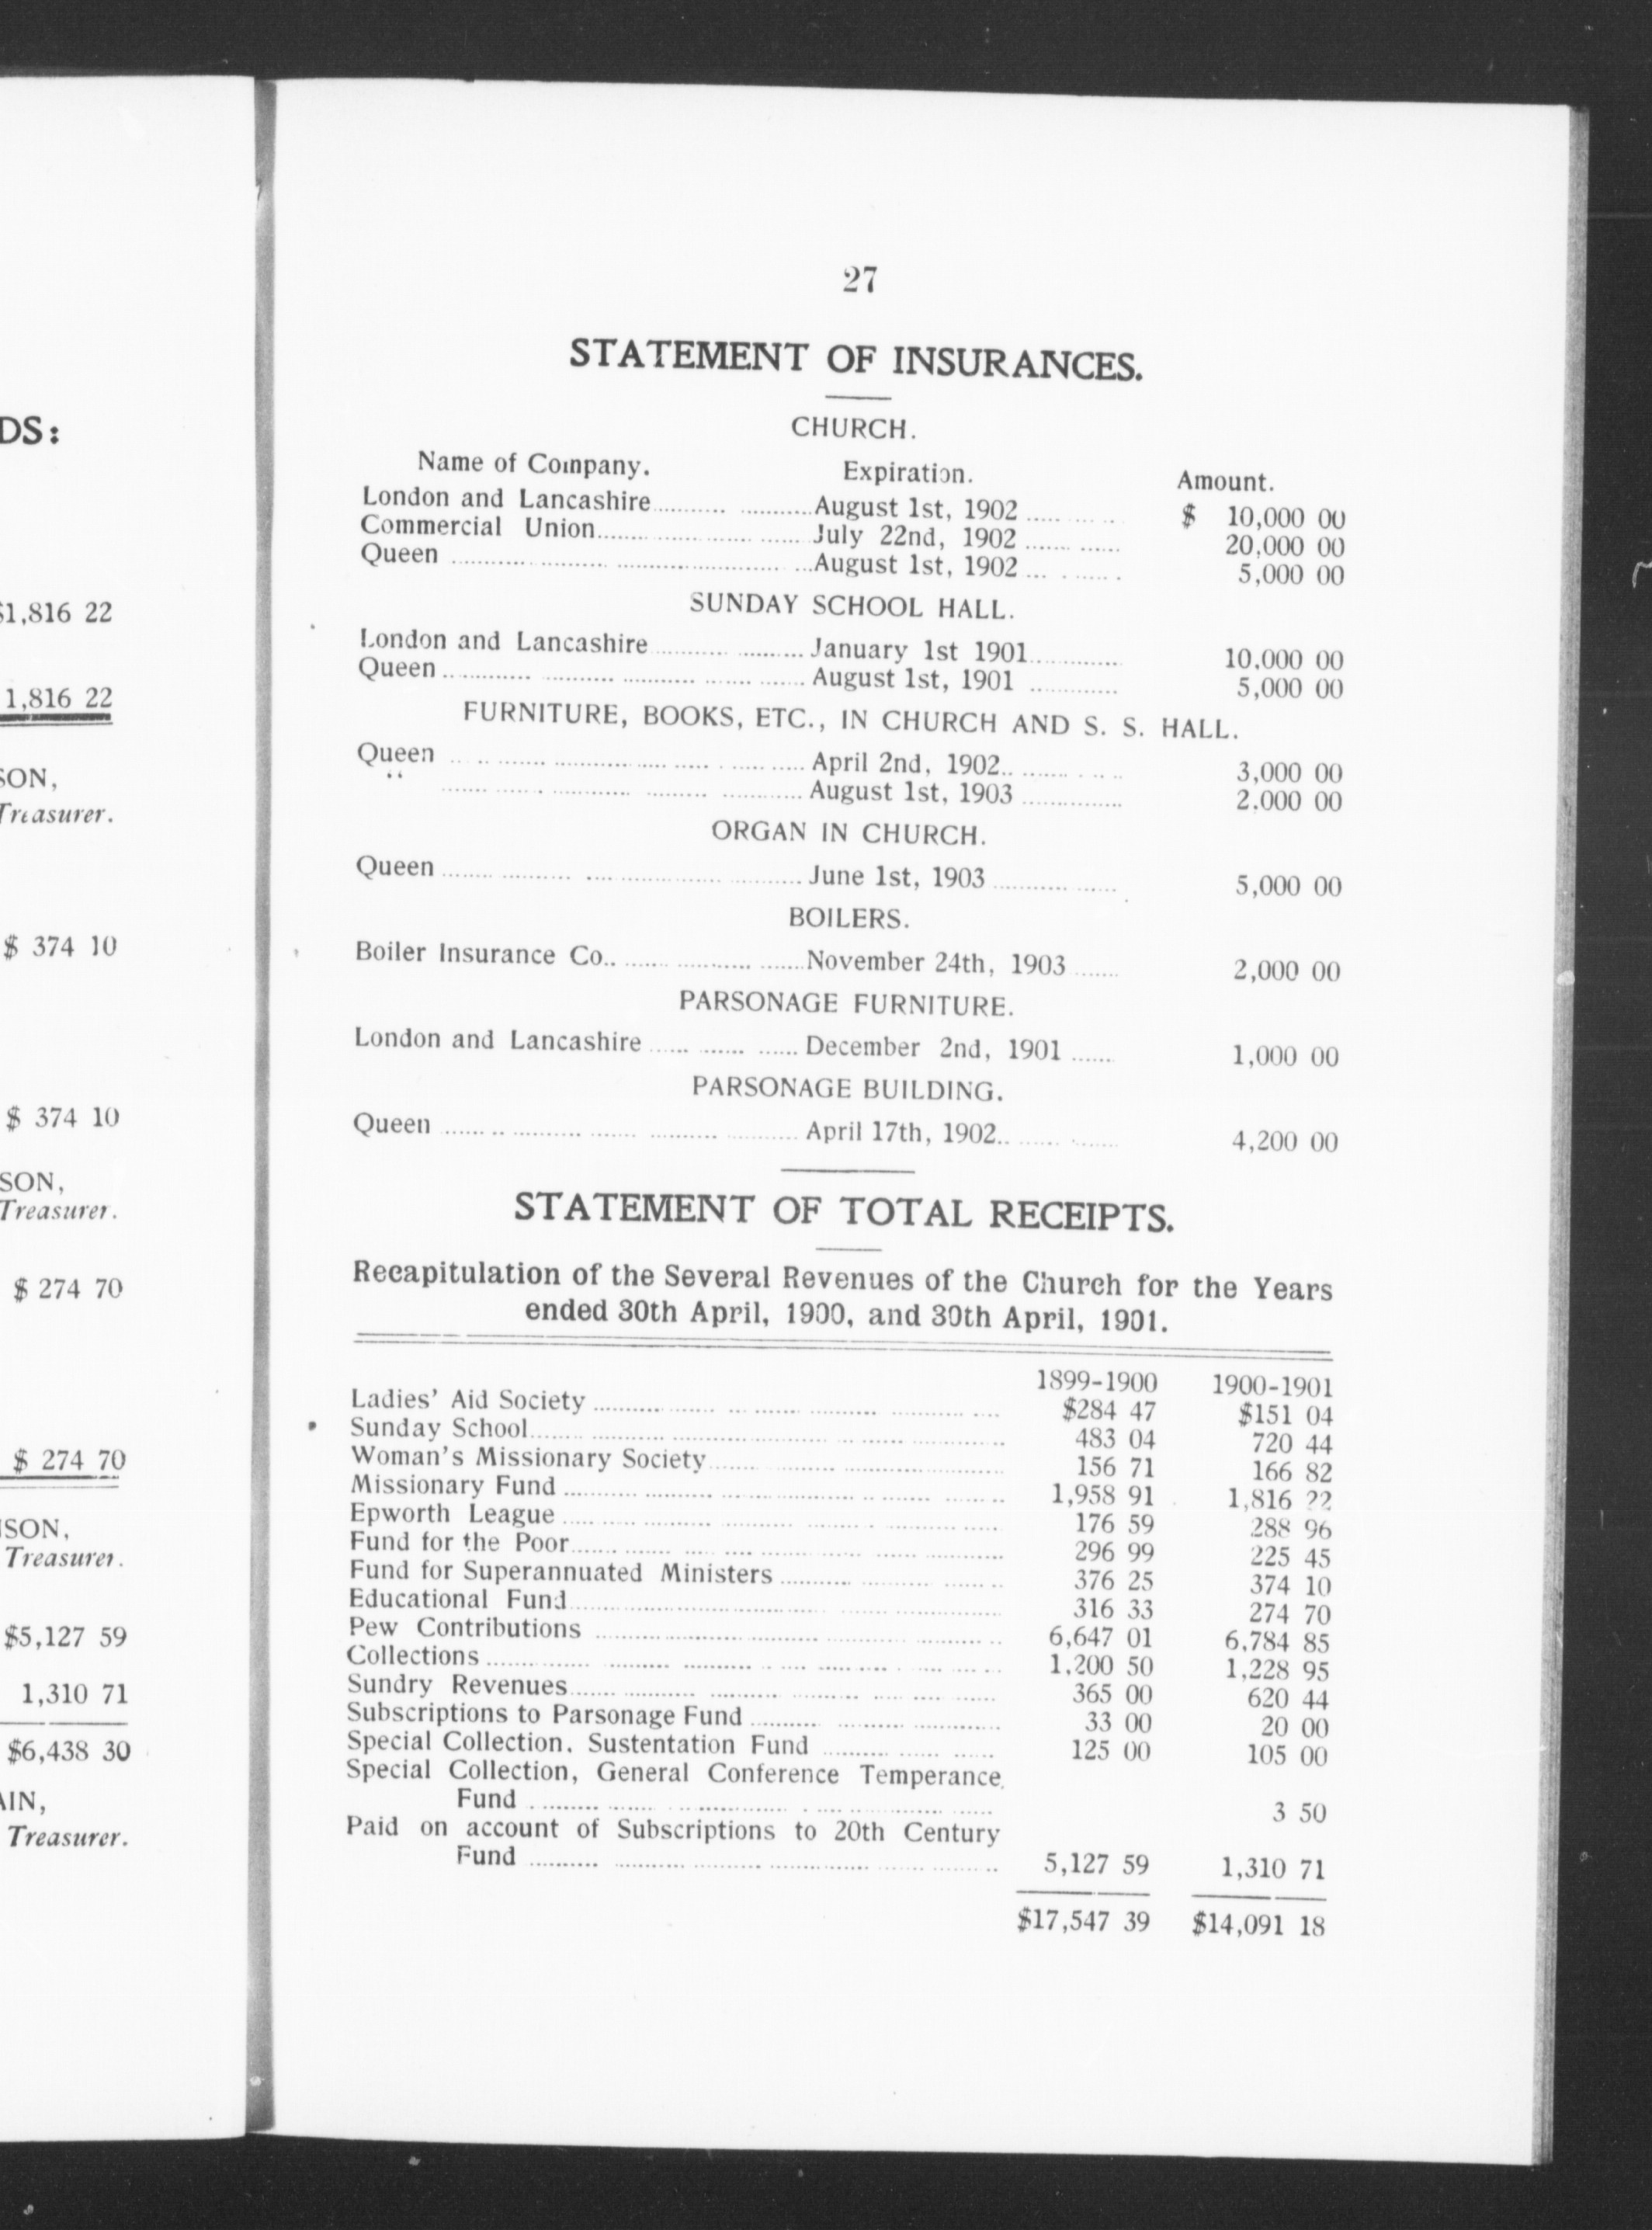 DS:
$1,816 22
1,816 22
SON,
Treasurer.
$ 374 10
$ 374 10
SON,
Treasurer.
$ 274 70
$ 274 70
SON,
Treasurer.
$5,127 59
1,310 71
$6,438 30
AIN,
Treasurer.
27
STATEMENT OF INSURANCES.
CHURCH.
Name of Company. Expiration. Amount.
London and Lancashire August 1st, 1902 $ 10,000 00
Commercial Union July 22nd, 1902 20,000 00
Queen August 1st, 1902 5,000 00
SUNDAY SCHOOL HALL.
London and Lancashire January 1st 1901 10,000 00
Queen August 1st, 1901 5,000 00
FURNITURE, BOOKS, ETC., IN CHURCH AND S. S. HALL.
Queen April 2nd, 1902 3,000 00
" August 1st, 1903 2.000 00
ORGAN IN CHURCH.
Queen June 1st, 1903 5,000 00
BOILERS.
Boiler Insurance Co. November 24th, 1903 2,000 00
PARSONAGE FURNITURE.
London and Lancashire December 2nd, 1901 1,000 00
PARSONAGE BUILDING.
Queen April 17th, 1902 4,200 00
STATEMENT OF TOTAL RECEIPTS.
Recapitulation of the Several Revenues of the Church for the Years
ended 30th April, 1900, and 30th April, 1901.
1899-1900 1900-1901
Ladies' Aid Society $284 47 $151 04
Sunday School 483 04 720 44
Woman's Missionary Society 156 71 166 82
Missionary Fund 1,958 91 1,816 22
Epworth League 176 59 288 96
Fund for the Poor 296 99 225 45
Fund for Superannuated Ministers 376 25 374 10
Educational Fund 316 33 274 70
Pew Contributions 6,647 01 6,784 85
Collections 1,200 50 1,228 95
Sundry Revenues 365 00 620 44
Subscriptions to Parsonage Fund 33 00 20 00
Special Collection. Sustentation Fund 125 00 105 00
Special Collection, General Conference Temperance
Fund 3 50
Paid on account of Subscriptions to 20th Century
Fund 5,127 59 1,310 71
$17,547 39 $14,091 18